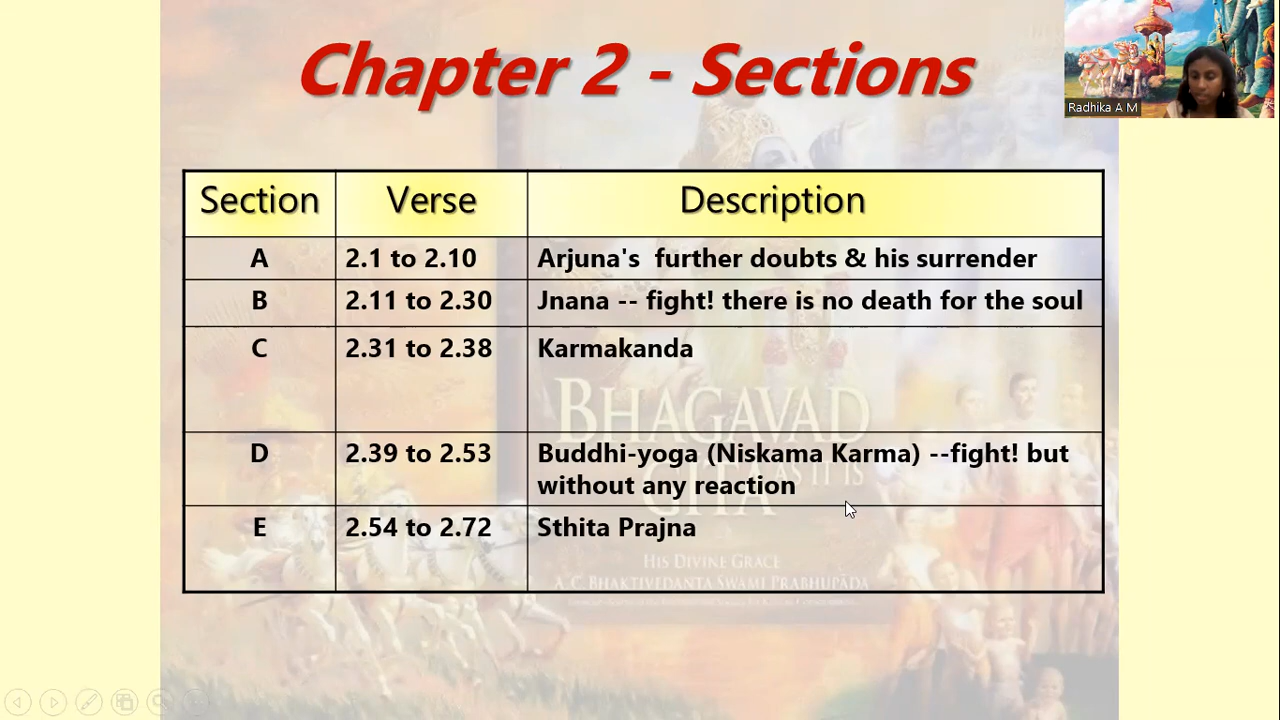 Chapter 2 - Sections
Radhika A M
Section Verse Description
A 2.1 to 2.10 Arjuna's further doubts & his surrender
B 2.11 to 2.30 Jnana -- fight! there is no death for the soul
C 2.31 to 2.38 Karmakanda
D 2.39 to 2.53 Buddhi-yoga (Niskama Karma) --fight! but
without any reaction
E 2.54 to 2.72 Sthita Prajna
BHAGAVAD
GITA AS IT IS
HIS DIVINE GRACE
A.C. BHAKTIVEDANTA SWAMI PRABHUPĀDA